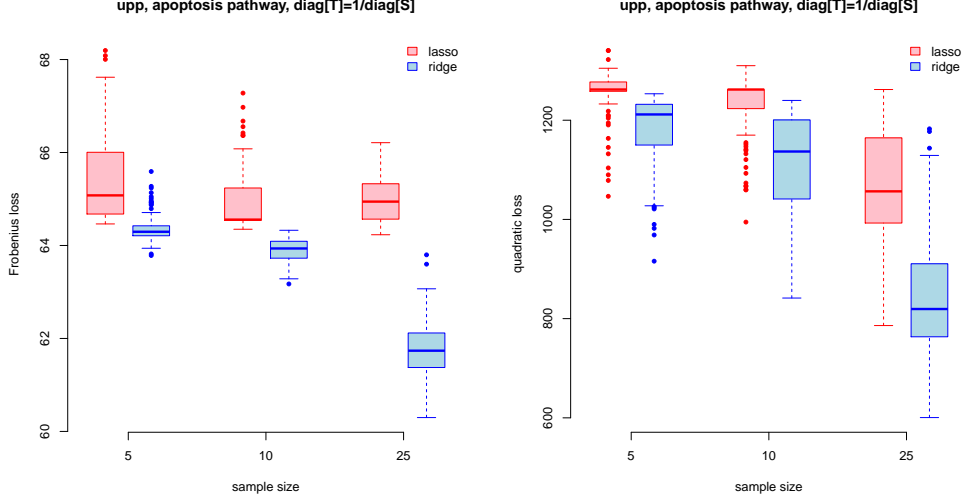 upp, apoptosis pathway, diag[T]=1/diag[S]
lasso
ridge
Frobenius loss
68
66
64
62
60
5
10
25
sample size
upp, apoptosis pathway, diag[T]=1/diag[S]
lasso
ridge
quadratic loss
1200
1000
800
600
5
10
25
sample size